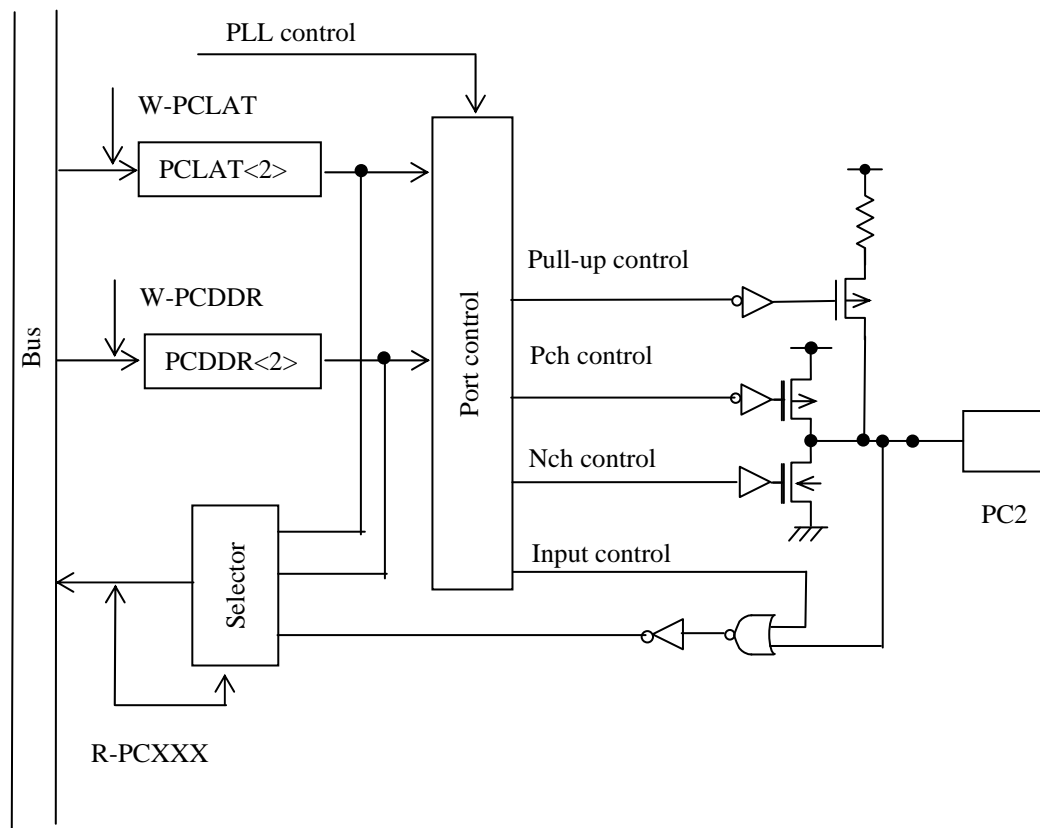 PLL control
W-PCLAT
PCLAT<2>
Pull-up control
W-PCDDR
Bus
PCDDR<2>
Port control
Pch control
Nch control
PC2
Input control
Selector
R-PCXXX